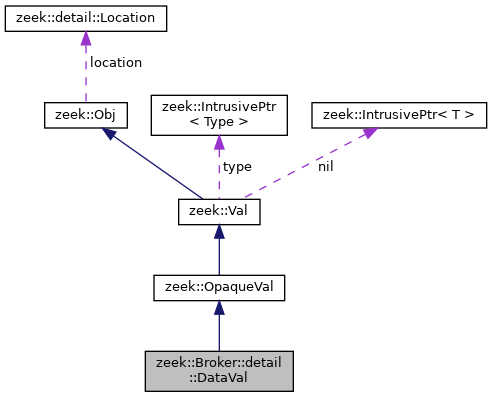 zeek::detail::Location
location
zeek::Obj
zeek::IntrusivePtr
< Type >
zeek::IntrusivePtr< T >
type
nil
zeek::Val
zeek::OpaqueVal
zeek::Broker::detail
::DataVal